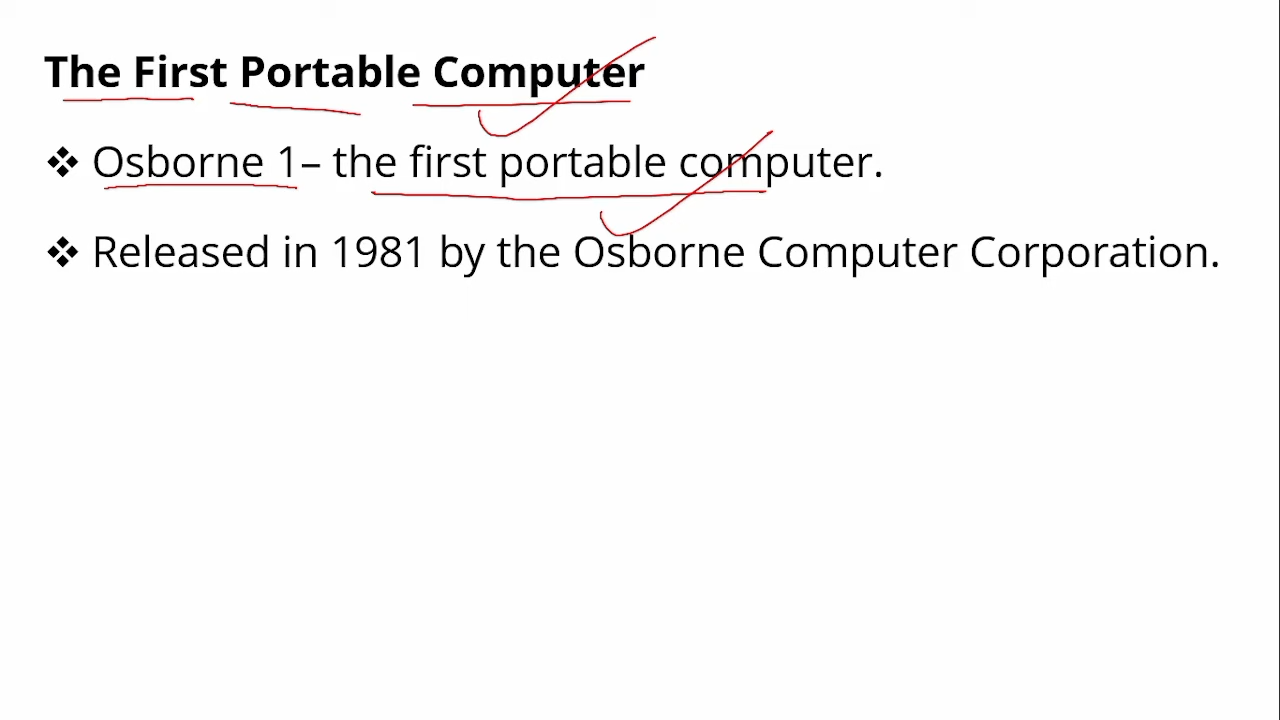 The First Portable Computer
❖ Osborne 1– the first portable computer.
❖ Released in 1981 by the Osborne Computer Corporation.